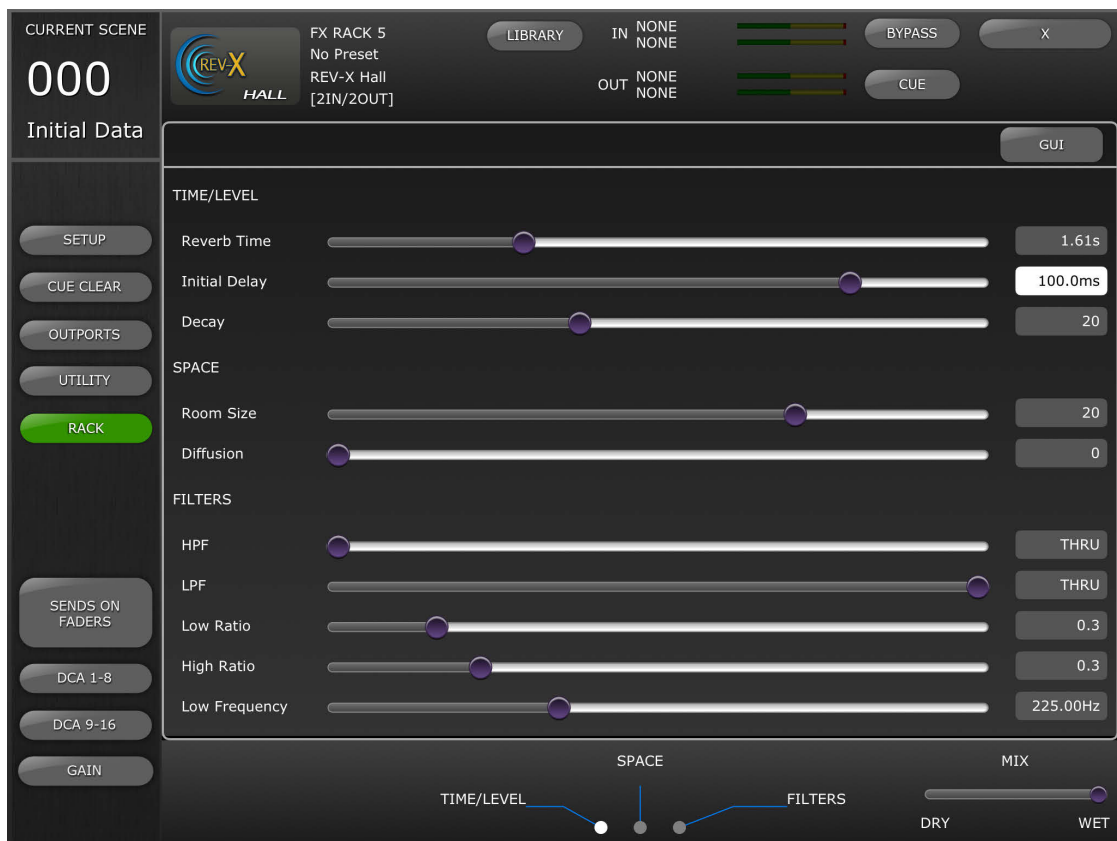 CURRENT SCENE
000
Initial Data
REV-X
HALL
FX RACK 5
No Preset
REV-X Hall
[2IN/2OUT]
LIBRARY
IN NONE
NONE
OUT NONE
NONE
BYPASS
CUE
X
GUI
SETUP
CUE CLEAR
OUTPORTS
UTILITY
RACK
SENDS ON
FADERS
DCA 1-8
DCA 9-16
GAIN
TIME/LEVEL
Reverb Time 1.61s
Initial Delay 100.0ms
Decay 20
SPACE
Room Size 20
Diffusion 0
FILTERS
HPF THRU
LPF THRU
Low Ratio 0.3
High Ratio 0.3
Low Frequency 225.00Hz
SPACE
TIME/LEVEL FILTERS
MIX
DRY WET